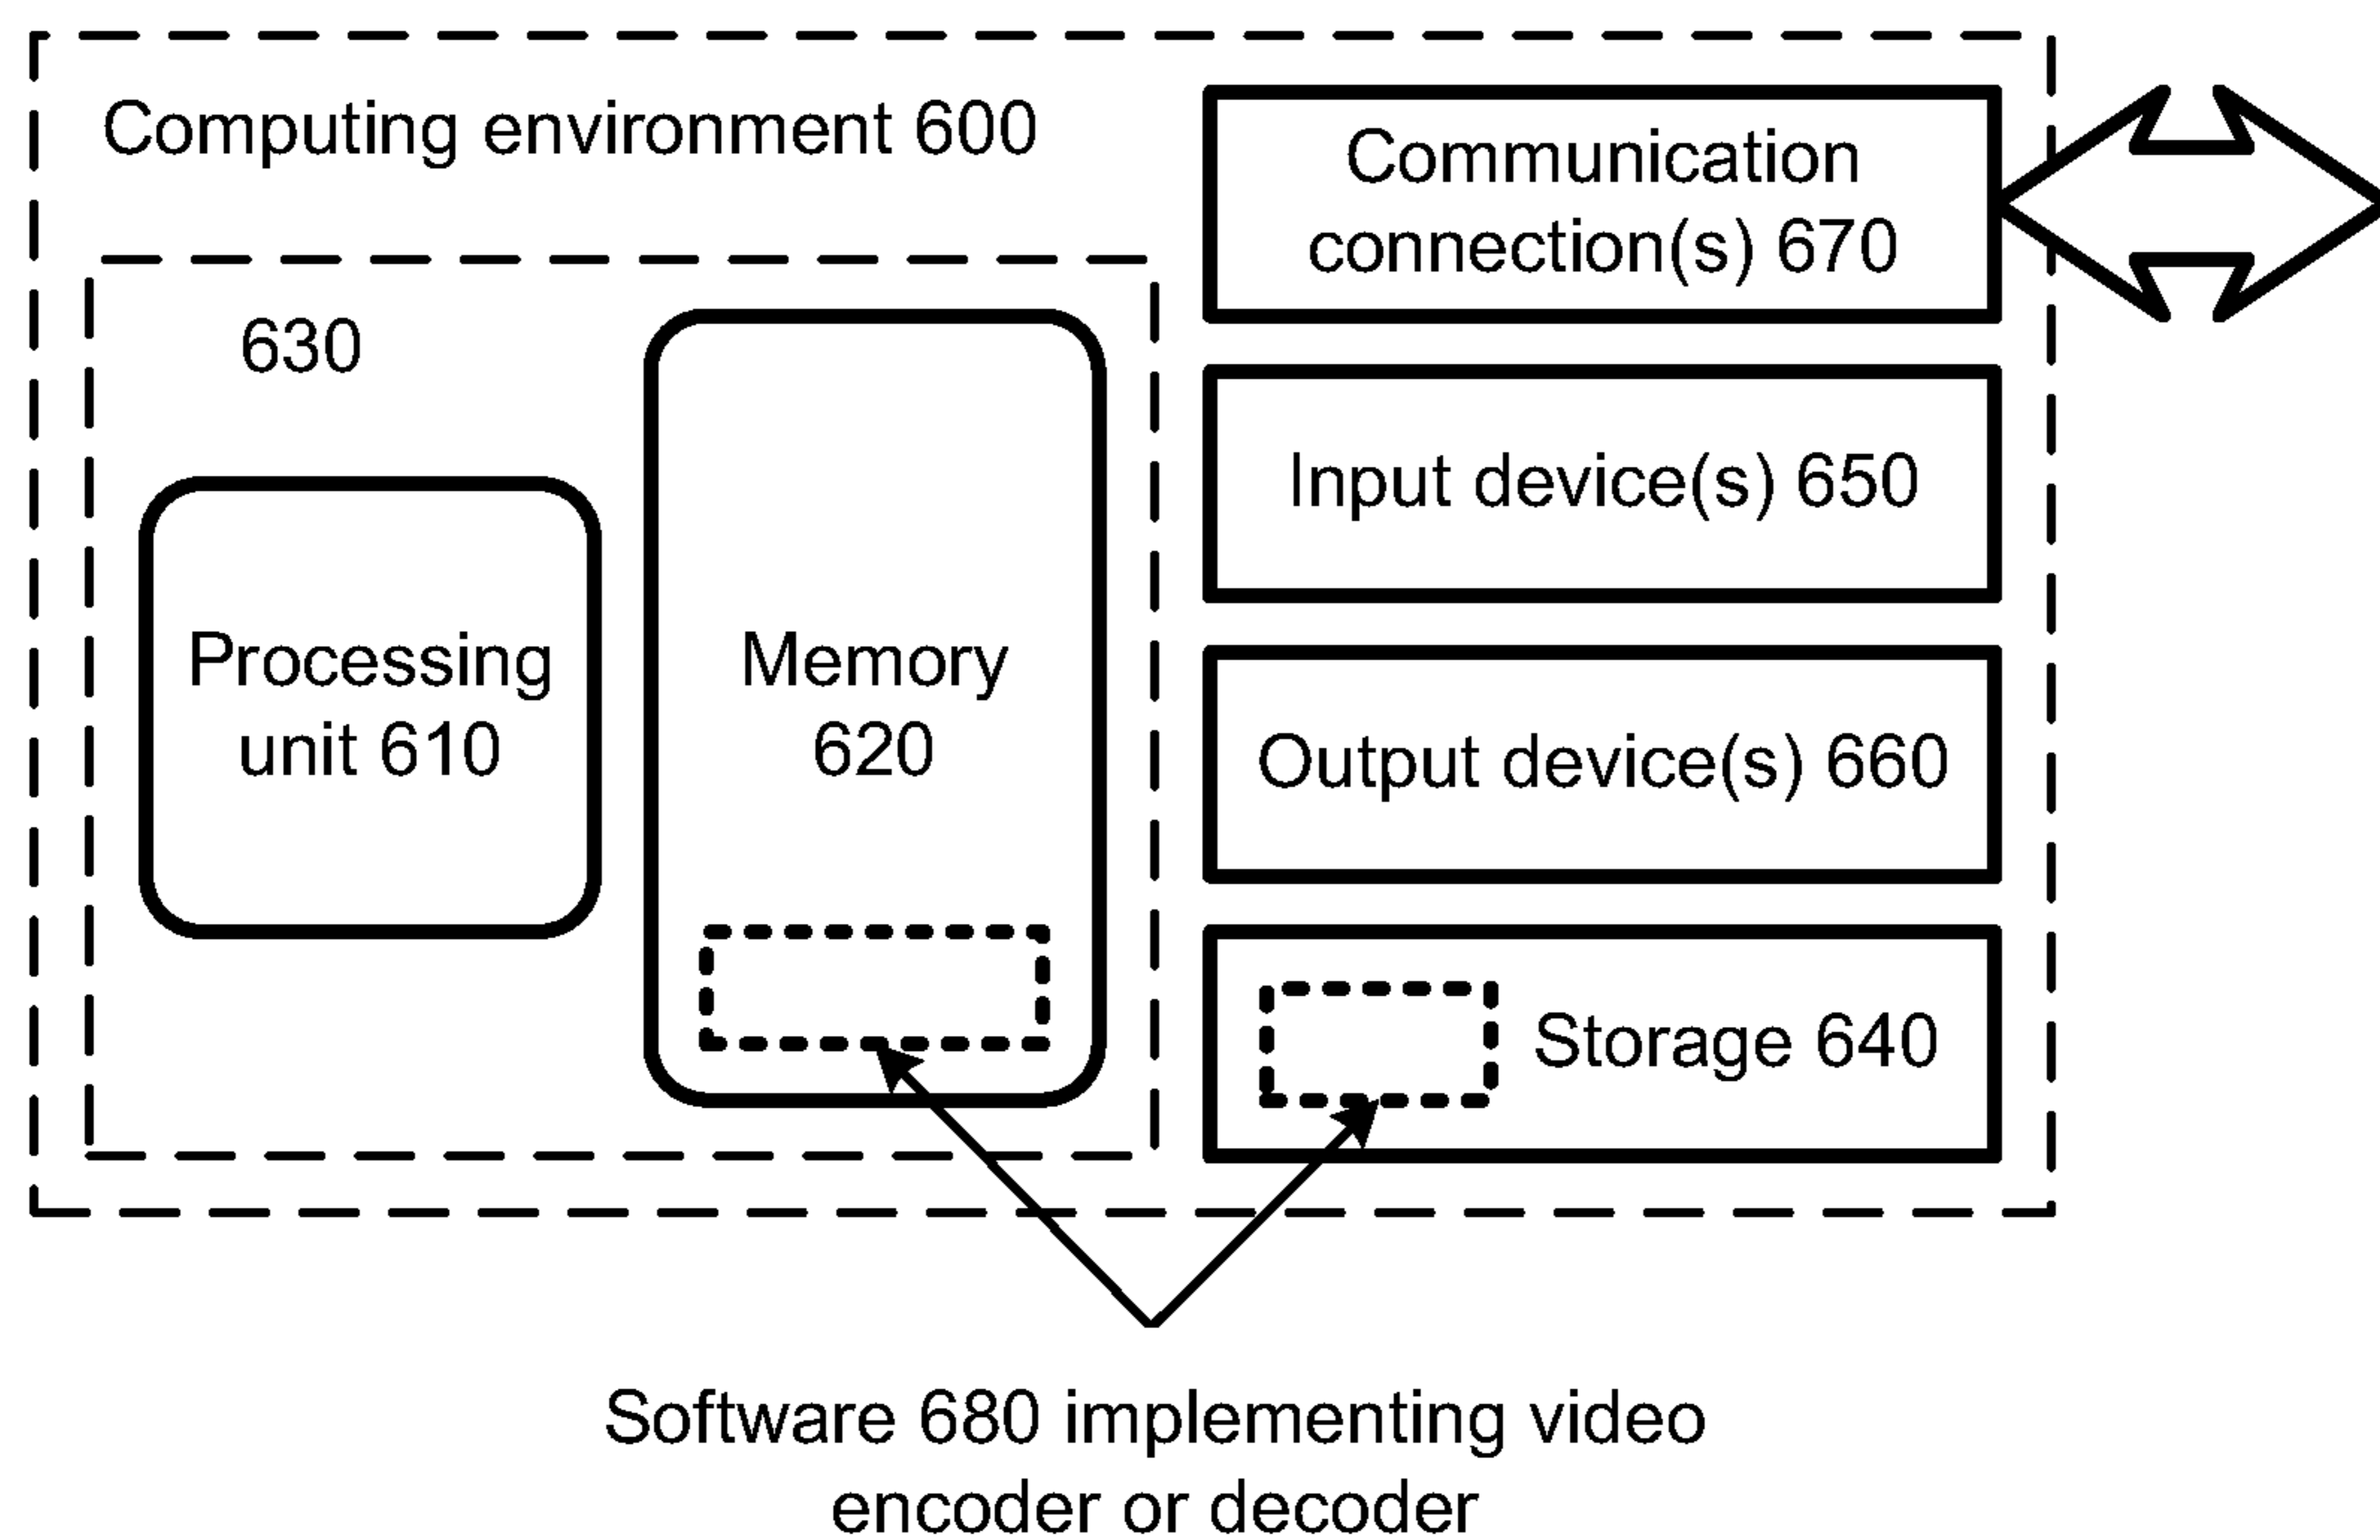 Computing environment 600
Communication
connection(s) 670
630
Input device(s) 650
Processing
unit 610
Memory
620
Output device(s) 660
Storage 640
Software 680 implementing video
encoder or decoder